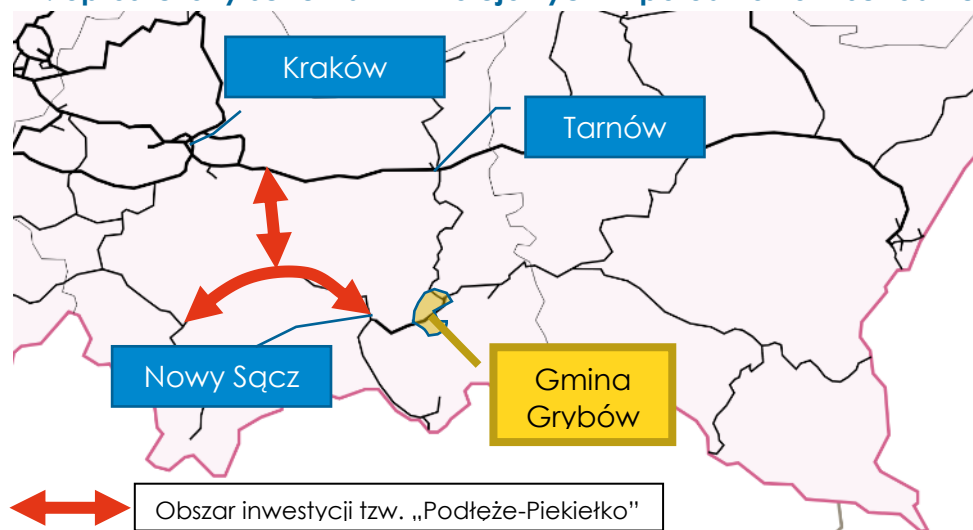 Kraków
Tarnów
Nowy Sącz
Gmina
Grybów
Obszar inwestycji tzw. „Podłęże-Piekiełko”